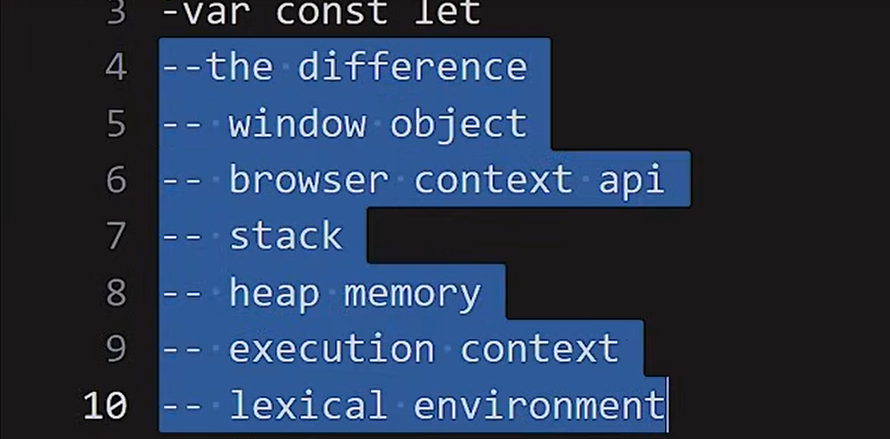 3 -var const let
4 --the difference
5 -- window object
6 -- browser context api
7 -- stack
8 -- heap memory
9 -- execution context
10 -- lexical environment